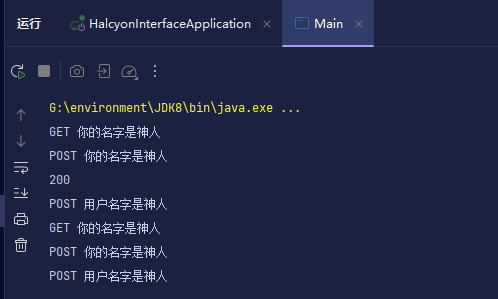 运行 HalcyonInterfaceApplication Main
G:\environment\JDK8\bin\java.exe ...
GET 你的名字是神人
POST 你的名字是神人
200
POST 用户名字是神人
GET 你的名字是神人
POST 你的名字是神人
POST 用户名字是神人